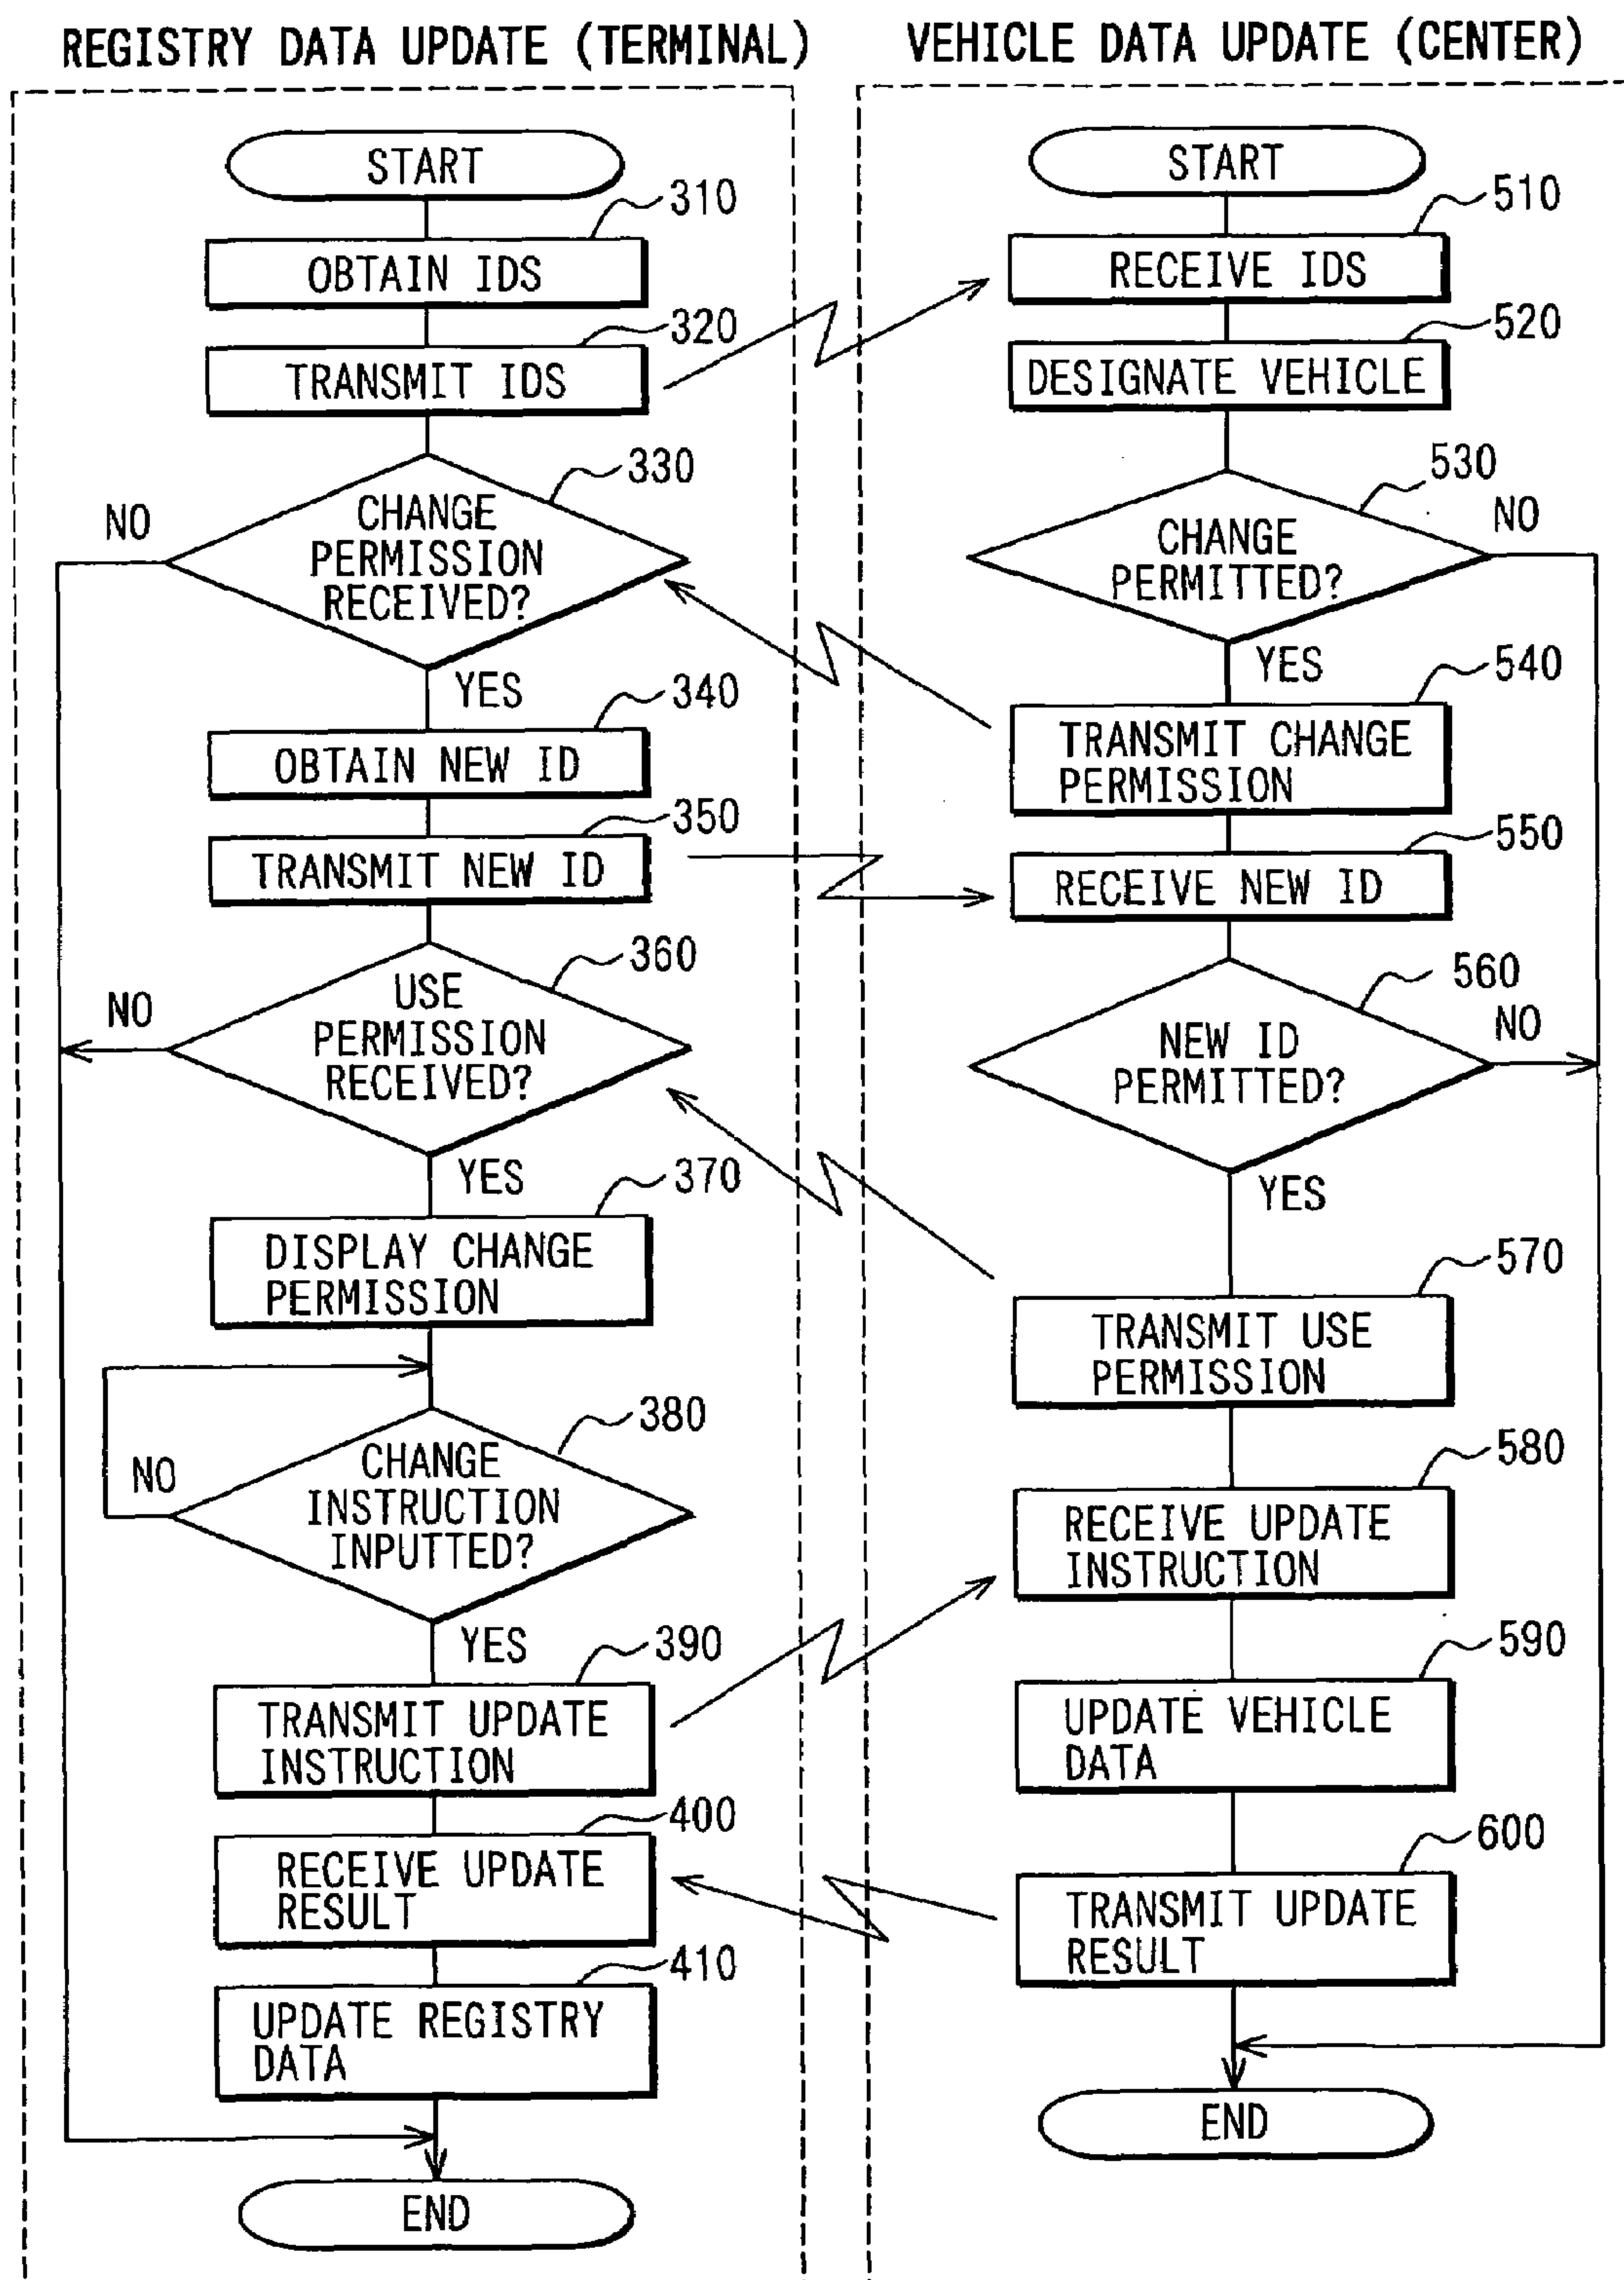 REGISTRY DATA UPDATE (TERMINAL)
START
310
OBTAIN IDS
320
TRANSMIT IDS
330
CHANGE
PERMISSION
RECEIVED?
NO
YES
340
OBTAIN NEW ID
350
TRANSMIT NEW ID
360
USE
PERMISSION
RECEIVED?
NO
YES
370
DISPLAY CHANGE
PERMISSION
380
CHANGE
INSTRUCTION
INPUTTED?
NO
YES
390
TRANSMIT UPDATE
INSTRUCTION
400
RECEIVE UPDATE
RESULT
410
UPDATE REGISTRY
DATA
END
VEHICLE DATA UPDATE (CENTER)
START
510
RECEIVE IDS
520
DESIGNATE VEHICLE
530
CHANGE
PERMITTED?
NO
YES
540
TRANSMIT CHANGE
PERMISSION
550
RECEIVE NEW ID
560
NEW ID
PERMITTED?
NO
YES
570
TRANSMIT USE
PERMISSION
580
RECEIVE UPDATE
INSTRUCTION
590
UPDATE VEHICLE
DATA
600
TRANSMIT UPDATE
RESULT
END